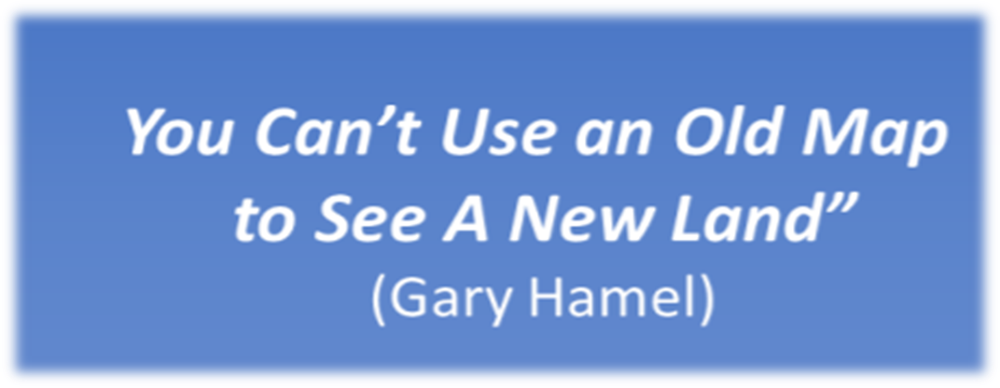 You Can’t Use an Old Map
to See A New Land”
(Gary Hamel)